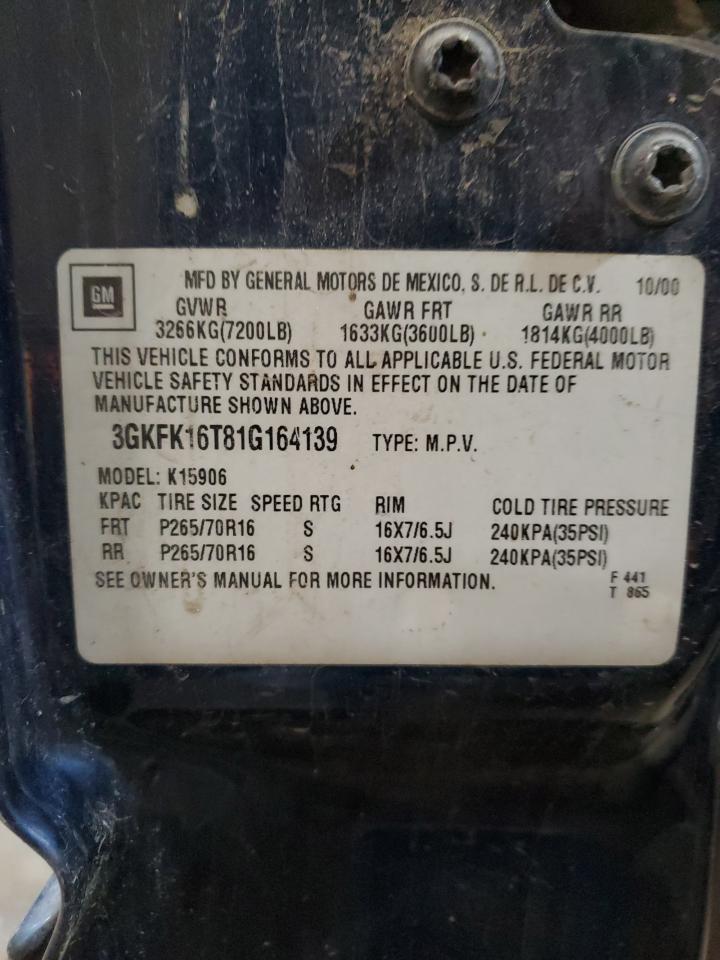 GM
MFD BY GENERAL MOTORS DE MEXICO, S. DE R.L. DE C.V. 10/00
GVWR GAWR FRT GAWR RR
3266KG(7200LB) 1633KG(3600LB) 1814KG(4000LB)
THIS VEHICLE CONFORMS TO ALL APPLICABLE U.S. FEDERAL MOTOR
VEHICLE SAFETY STANDARDS IN EFFECT ON THE DATE OF
MANUFACTURE SHOWN ABOVE.
3GKFK16T81G164139 TYPE: M.P.V.
MODEL: K15906
KPAC TIRE SIZE SPEED RTG RIM COLD TIRE PRESSURE
FRT P265/70R16 S 16X7/6.5J 240KPA(35PSI)
RR P265/70R16 S 16X7/6.5J 240KPA(35PSI)
SEE OWNER'S MANUAL FOR MORE INFORMATION.
F 441
T 865